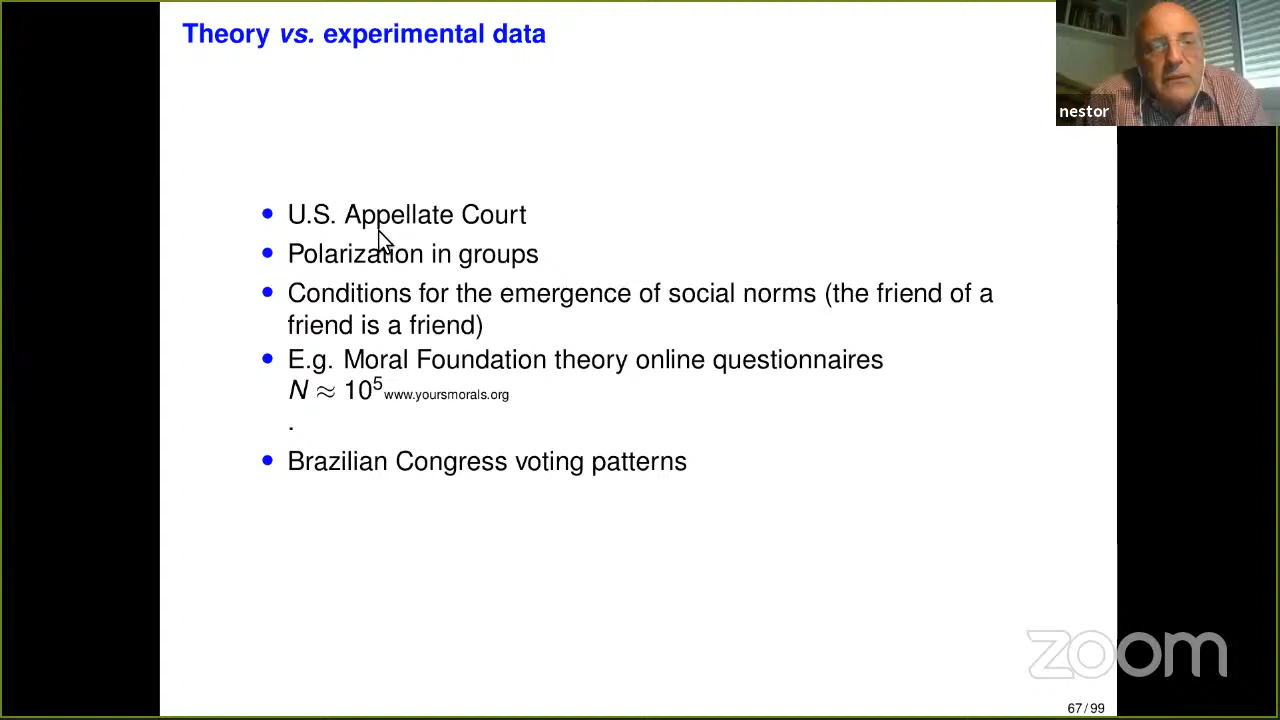 Theory vs. experimental data
nestor
• U.S. Appellate Court
• Polarization in groups
• Conditions for the emergence of social norms (the friend of a
friend is a friend)
• E.g. Moral Foundation theory online questionnaires
N ≈ 10⁵ www.yoursmorals.org
.
• Brazilian Congress voting patterns
zoom
67 / 99